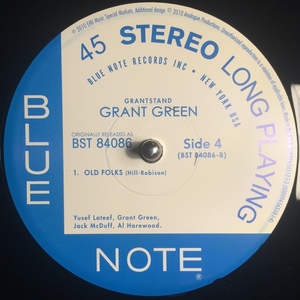 45 STEREO LONG PLAYING
BLUE NOTE RECORDS INC • NEW YORK USA
GRANTSTAND
GRANT GREEN
ORIGINALLY RELEASED AS
BST 84086
Side 4
(BST 84086-B)
1. OLD FOLKS (Hill-Robison)
Yusef Lateef, Grant Green,
Jack McDuff, Al Harewood.
BLUE
NOTE
®